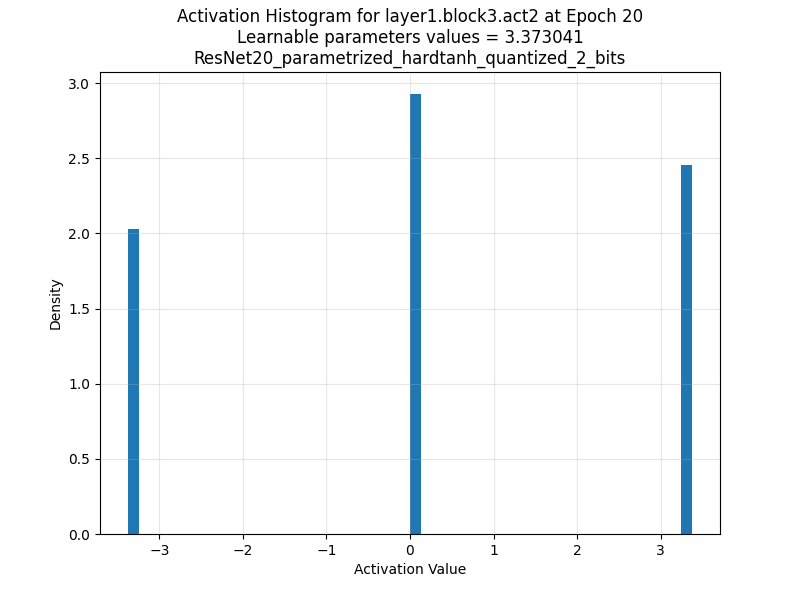 Activation Histogram for layer1.block3.act2 at Epoch 20
Learnable parameters values = 3.373041
ResNet20_parametrized_hardtanh_quantized_2_bits
3.0
2.5
2.0
1.5
1.0
0.5
0.0
Density
−3 −2 −1 0 1 2 3
Activation Value